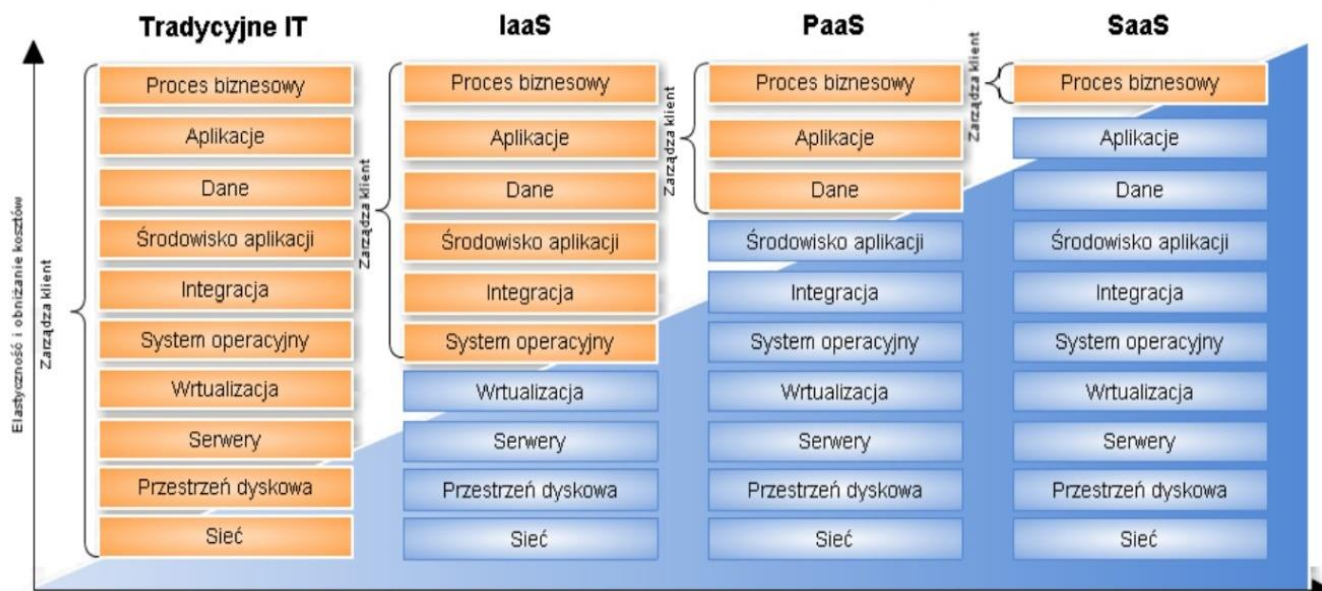 Tradycyjne IT
IaaS
PaaS
SaaS
Elastyczność i obniżanie kosztów
Zarządza klient
Proces biznesowy
Aplikacje
Dane
Środowisko aplikacji
Integracja
System operacyjny
Wrtualizacja
Serwery
Przestrzeń dyskowa
Sieć
Zarządza klient
Proces biznesowy
Aplikacje
Dane
Środowisko aplikacji
Integracja
System operacyjny
Wrtualizacja
Serwery
Przestrzeń dyskowa
Sieć
Zarządza klient
Proces biznesowy
Aplikacje
Dane
Środowisko aplikacji
Integracja
System operacyjny
Wrtualizacja
Serwery
Przestrzeń dyskowa
Sieć
Zarządza klient
Proces biznesowy
Aplikacje
Dane
Środowisko aplikacji
Integracja
System operacyjny
Wrtualizacja
Serwery
Przestrzeń dyskowa
Sieć